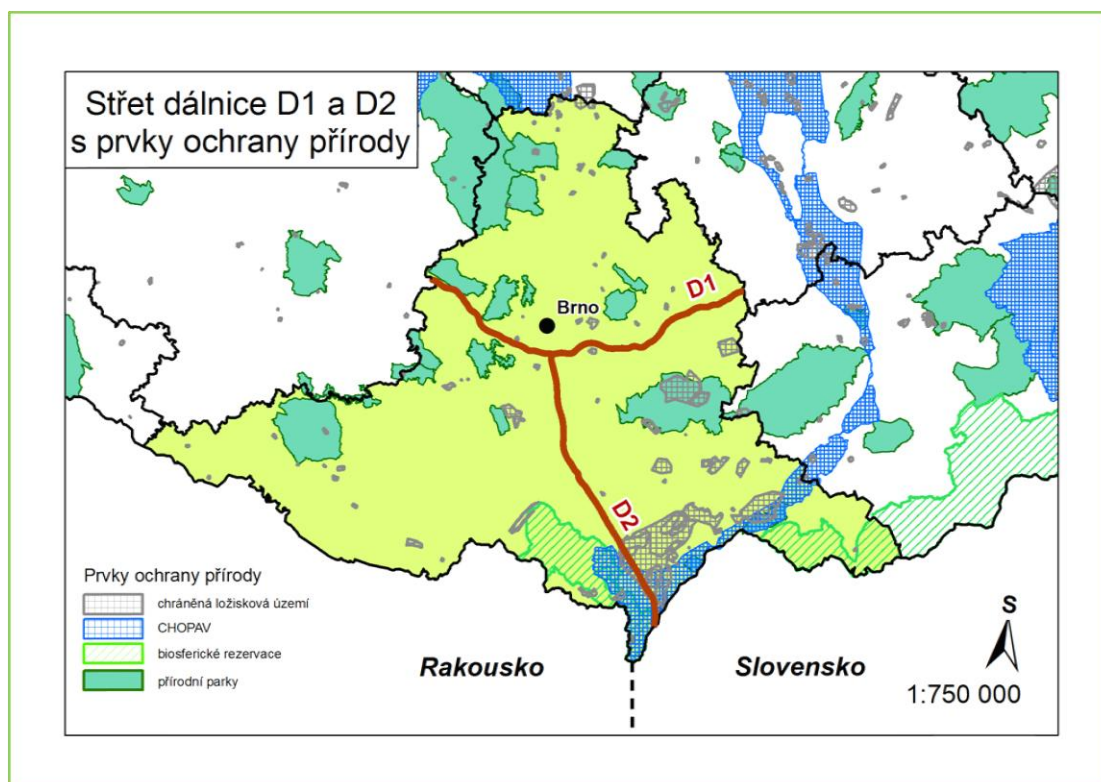 Střet dálnice D1 a D2
s prvky ochrany přírody
D1
Brno
D2
Prvky ochrany přírody
chráněná ložisková území
CHOPAV
biosferické rezervace
přírodní parky
Rakousko
Slovensko
S
1:750 000